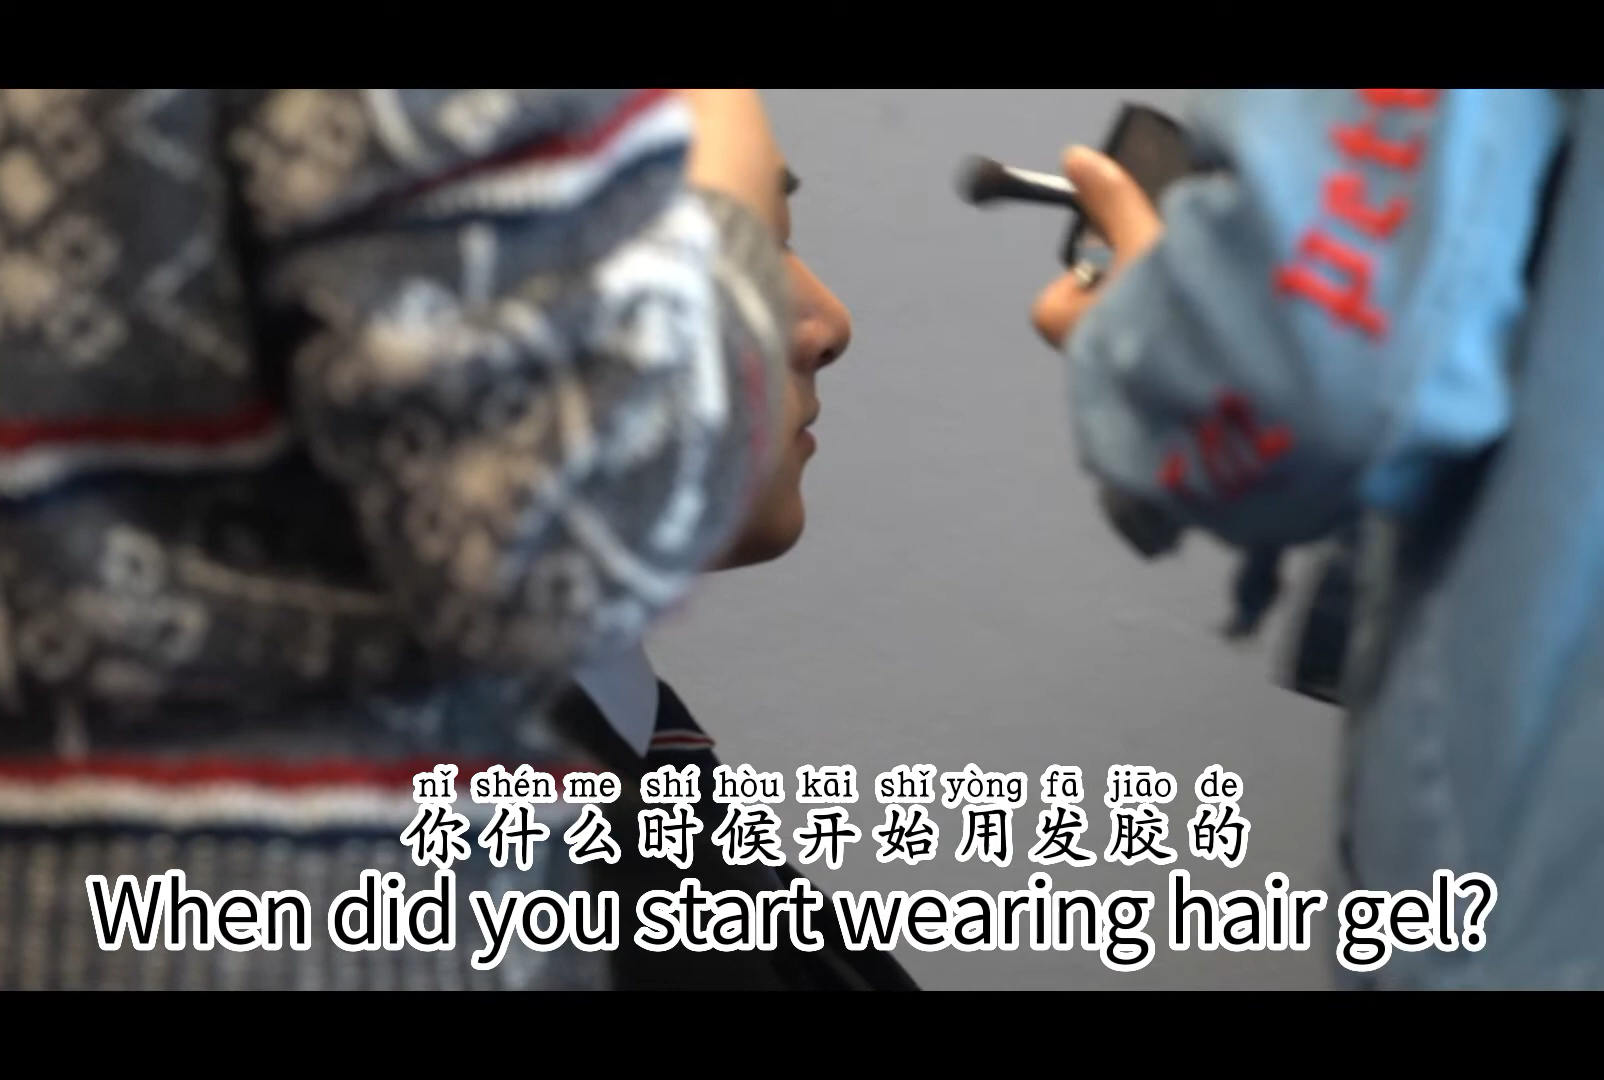 nǐ shén me shí hòu kāi shǐ yòng fā jiāo de
你什么时候开始用发胶的
When did you start wearing hair gel?